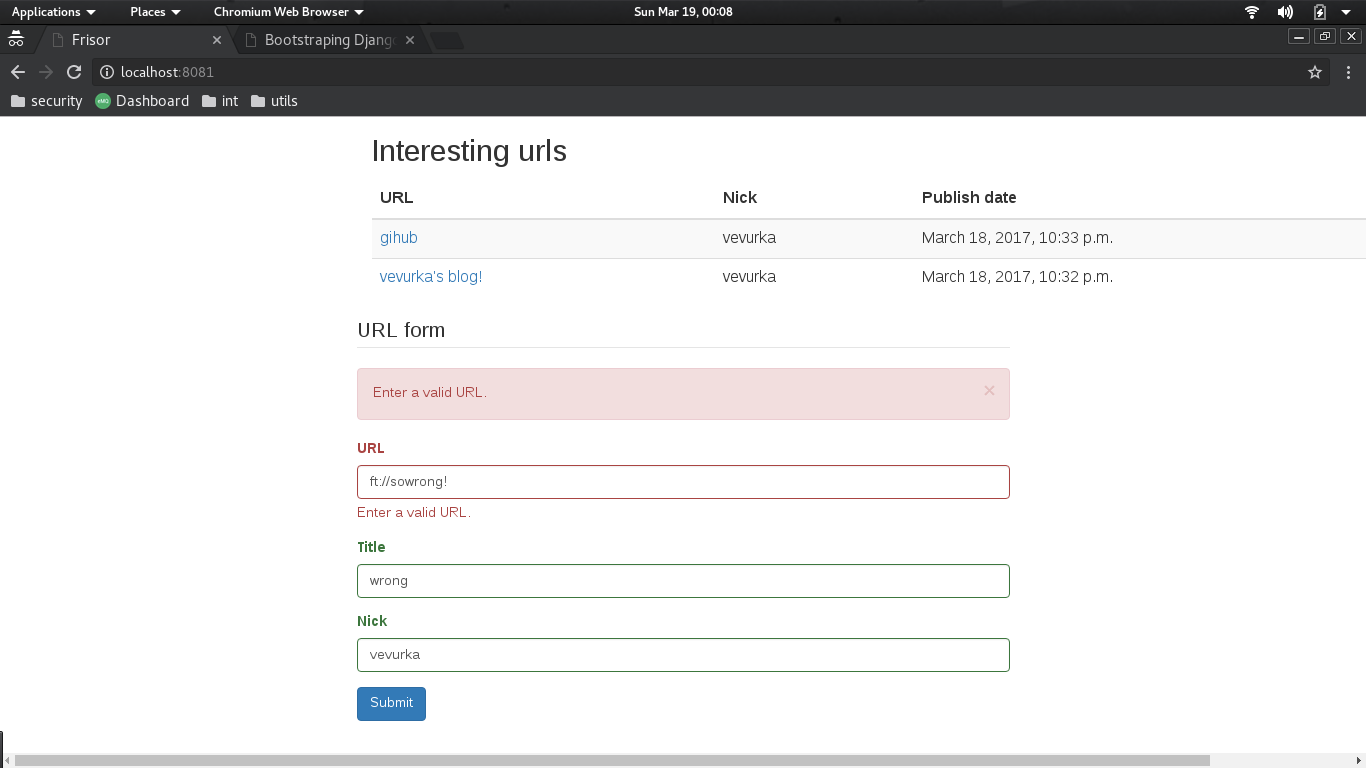 Applications Places Chromium Web Browser Sun Mar 19, 00:08
Frisor Bootstraping Djang
localhost:8081
security Dashboard int utils
Interesting urls
URL Nick Publish date
gihub vevurka March 18, 2017, 10:33 p.m.
vevurka's blog! vevurka March 18, 2017, 10:32 p.m.
URL form
Enter a valid URL.
URL
ft://sowrong!
Enter a valid URL.
Title
wrong
Nick
vevurka
Submit